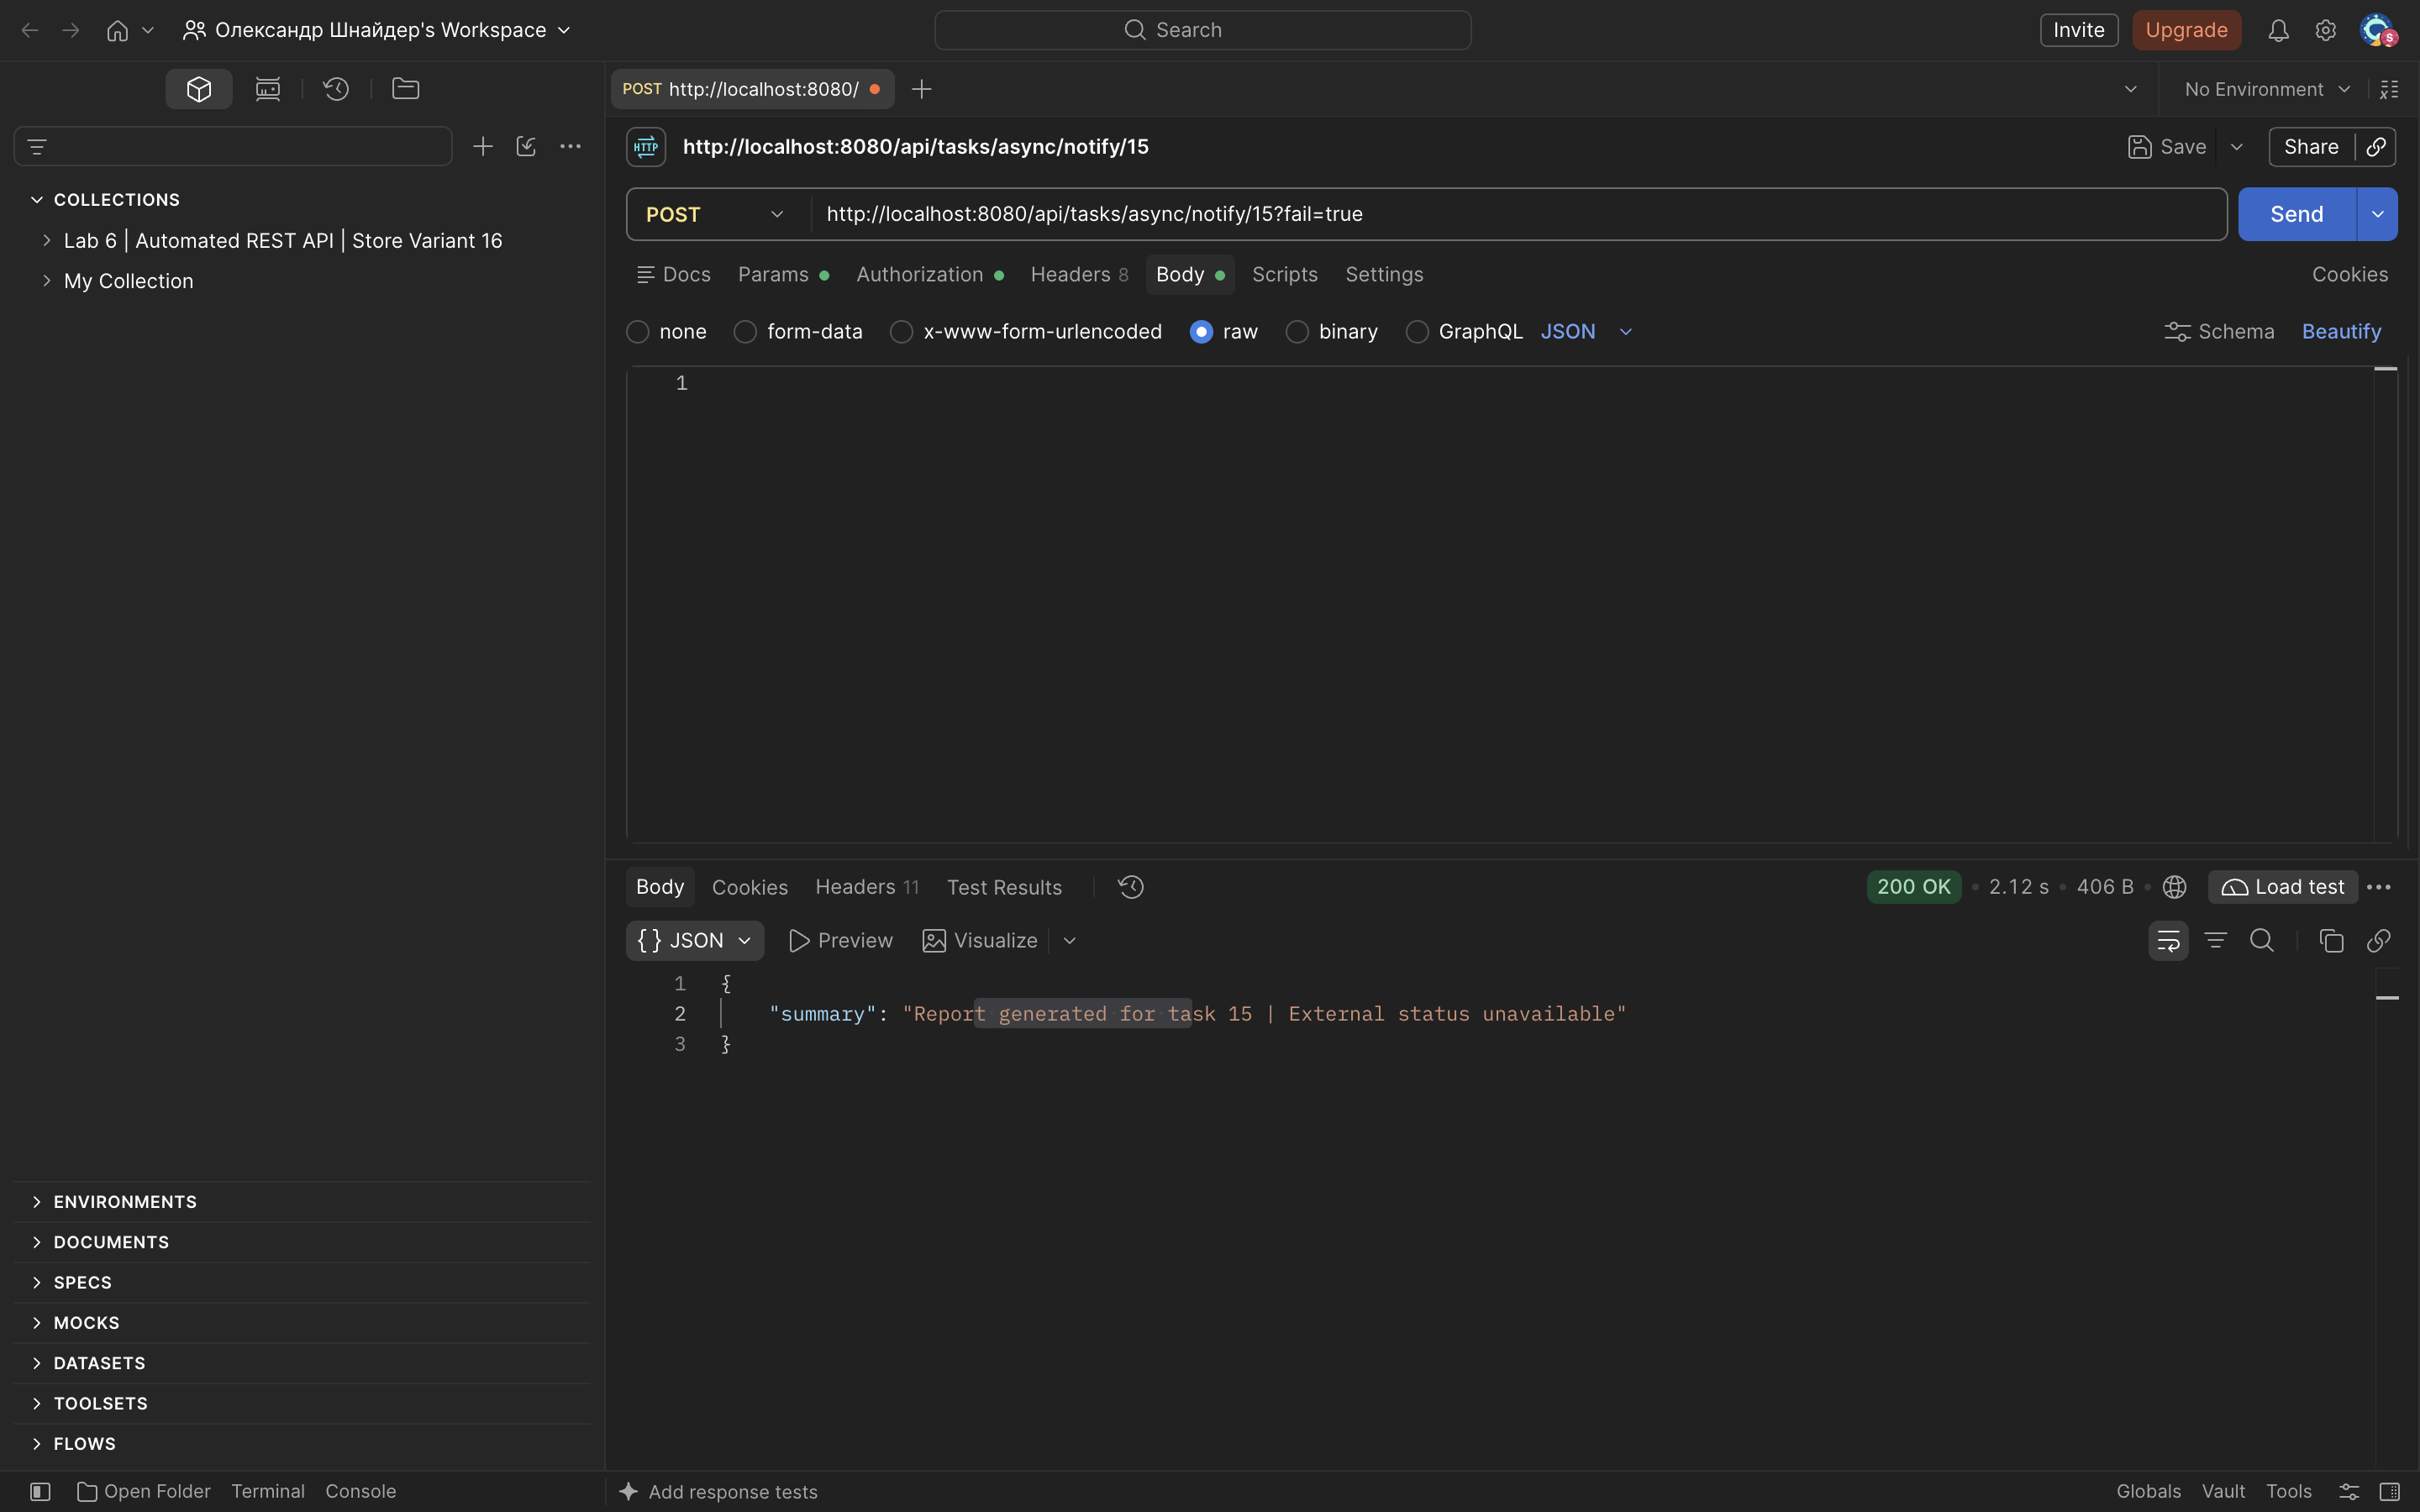 Олександр Шнайдер's Workspace
Search
Invite
Upgrade
POST http://localhost:8080/
No Environment
HTTP
http://localhost:8080/api/tasks/async/notify/15
Save
Share
COLLECTIONS
Lab 6 | Automated REST API | Store Variant 16
My Collection
POST
http://localhost:8080/api/tasks/async/notify/15?fail=true
Send
Docs
Params
Authorization
Headers 8
Body
Scripts
Settings
Cookies
none
form-data
x-www-form-urlencoded
raw
binary
GraphQL
JSON
Schema
Beautify
1
Body
Cookies
Headers 11
Test Results
200 OK
2.12 s
406 B
Load test
{} JSON
Preview
Visualize
1 {
2 "summary": "Report generated for task 15 | External status unavailable"
3 }
ENVIRONMENTS
DOCUMENTS
SPECS
MOCKS
DATASETS
TOOLSETS
FLOWS
Open Folder
Terminal
Console
Add response tests
Globals
Vault
Tools